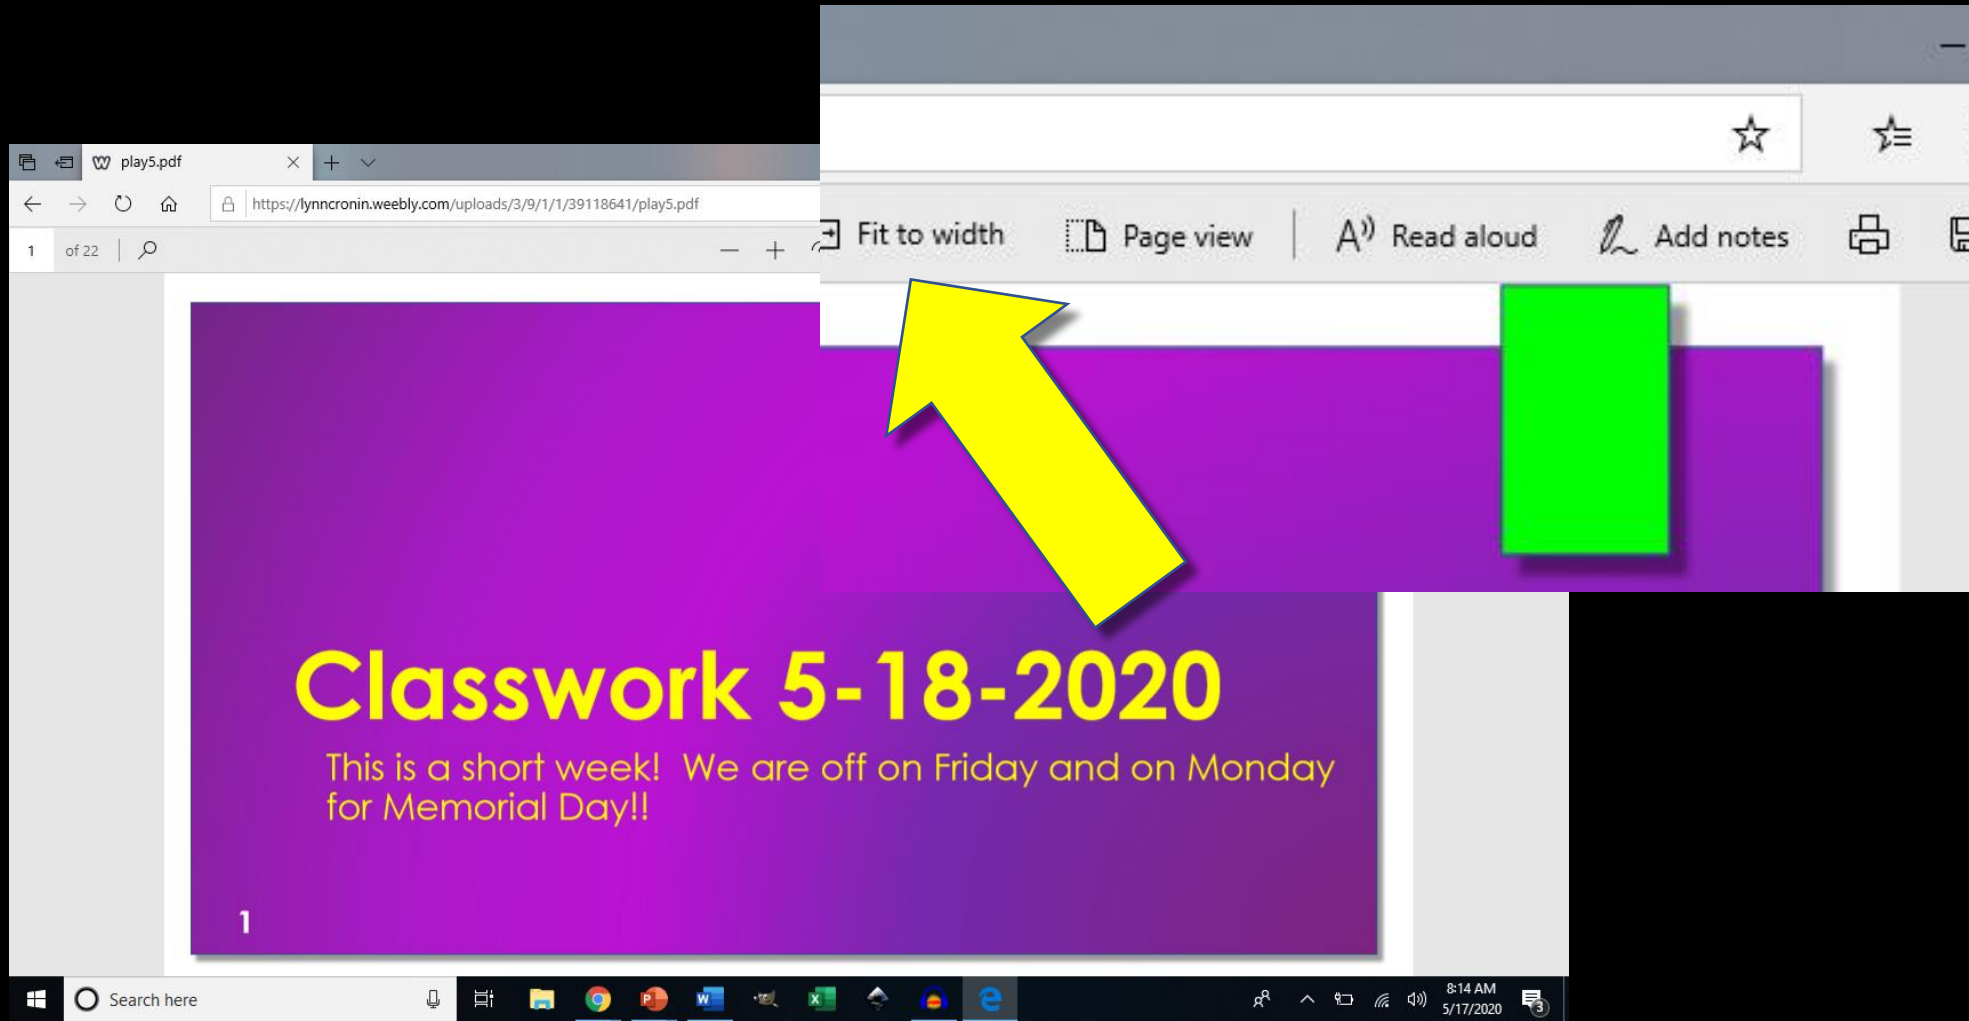 play5.pdf
https://lynncronin.weebly.com/uploads/3/9/1/1/39118641/play5.pdf
1 of 22
Fit to width Page view Read aloud Add notes
Classwork 5-18-2020
This is a short week! We are off on Friday and on Monday
for Memorial Day!!
1
Search here
8:14 AM
5/17/2020
3